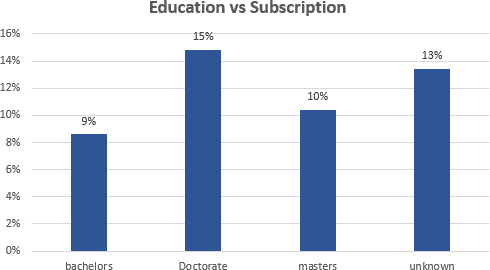 Education vs Subscription
16%
14%
12%
10%
8%
6%
4%
2%
0%
9%
15%
10%
13%
bachelors
Doctorate
masters
unknown